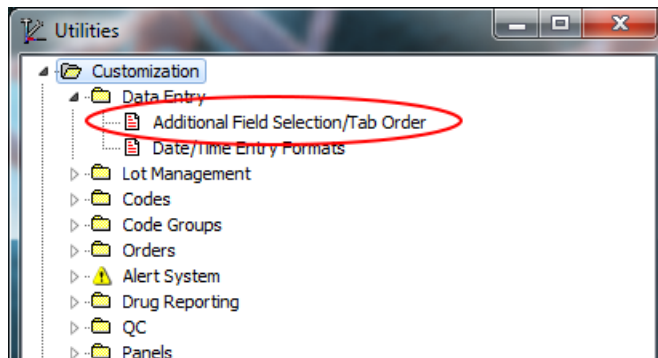 Utilities
Customization
Data Entry
Additional Field Selection/Tab Order
Date/Time Entry Formats
Lot Management
Codes
Code Groups
Orders
Alert System
Drug Reporting
QC
Panels